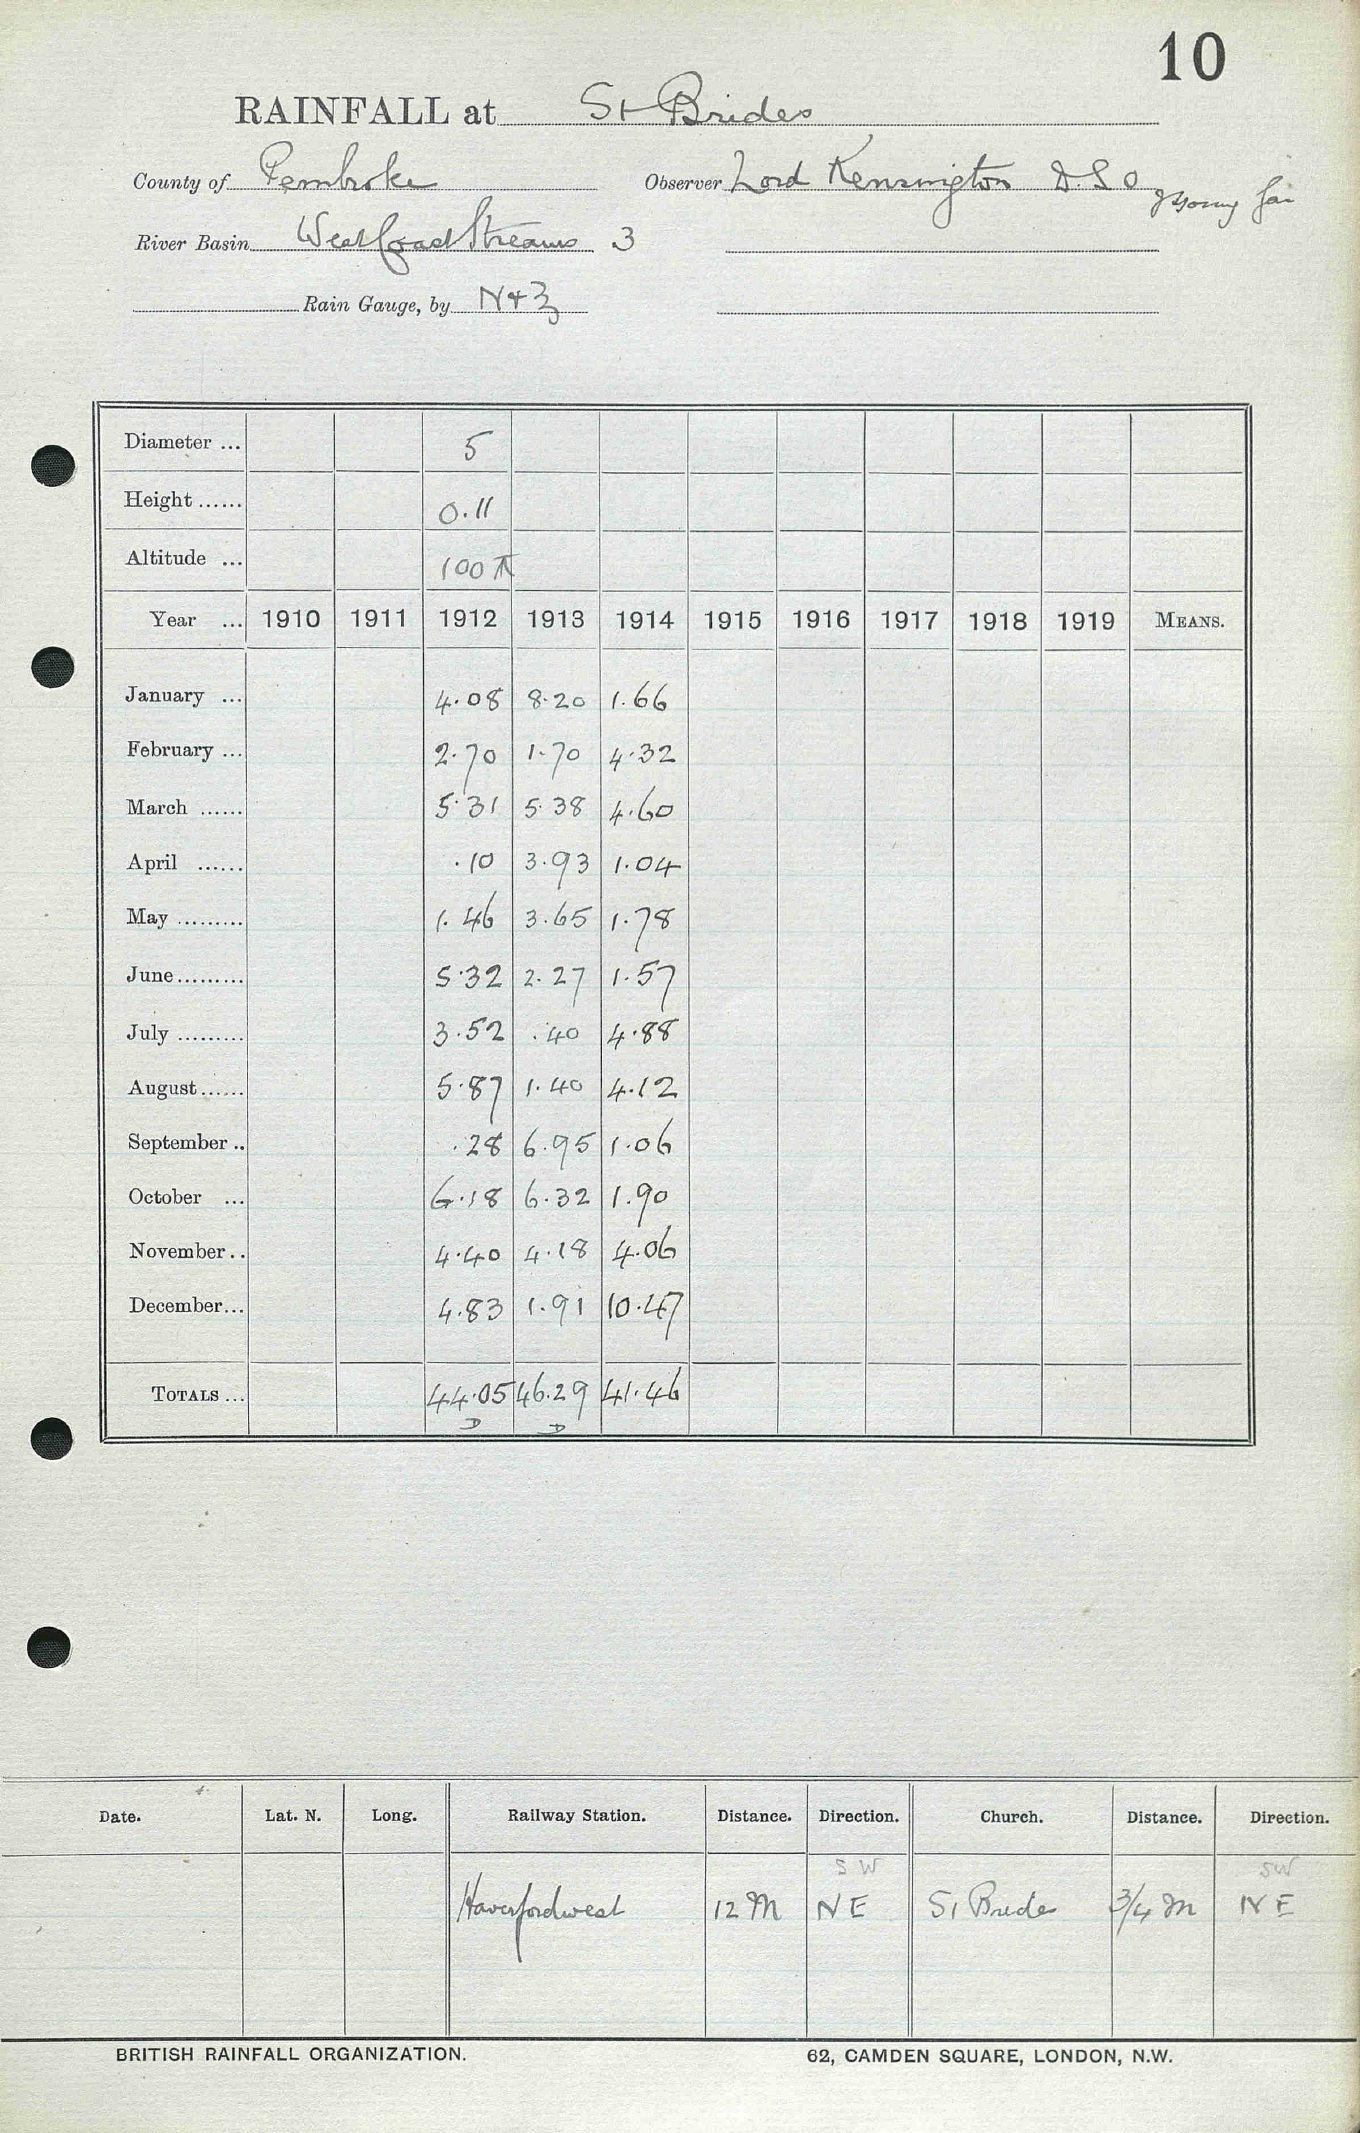 10
RAINFALL at St Brides
County of Pembroke Observer Lord Kensington D.S.O
River Basin West Coast Streams 3
Rain Gauge, by N & Z
Diameter ... 5
Height ...... 0.11
Altitude ... 100 ft
Year ... 1910 1911 1912 1913 1914 1915 1916 1917 1918 1919 MEANS.
January ... 4.08 8.20 1.66
February ... 2.70 1.70 4.32
March ...... 5.31 5.38 4.60
April ...... .10 3.93 1.04
May ......... 1.46 3.65 1.78
June ......... 5.32 2.27 1.57
July ......... 3.52 .40 4.88
August ...... 5.87 1.40 4.12
September .. .28 6.95 1.06
October ... 6.18 6.32 1.90
November .. 4.40 4.18 4.06
December ... 4.83 1.91 10.47
TOTALS ... 44.05 46.29 41.46
D D
Date. Lat. N. Long. Railway Station. Distance. Direction. Church. Distance. Direction.
SW SW
Haverfordwest 12 m NE St Brides 3/4 m NE
BRITISH RAINFALL ORGANIZATION. 62, CAMDEN SQUARE, LONDON, N.W.